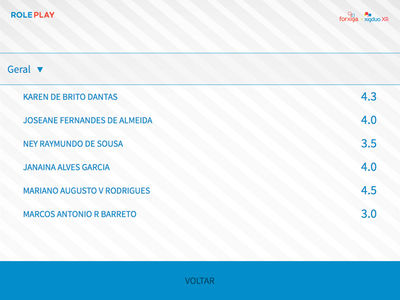 ROLEPLAY
forxiga
xigduo XR
Geral ▼
KAREN DE BRITO DANTAS 4.3
JOSEANE FERNANDES DE ALMEIDA 4.0
NEY RAYMUNDO DE SOUSA 3.5
JANAINA ALVES GARCIA 4.0
MARIANO AUGUSTO V RODRIGUES 4.5
MARCOS ANTONIO R BARRETO 3.0
VOLTAR